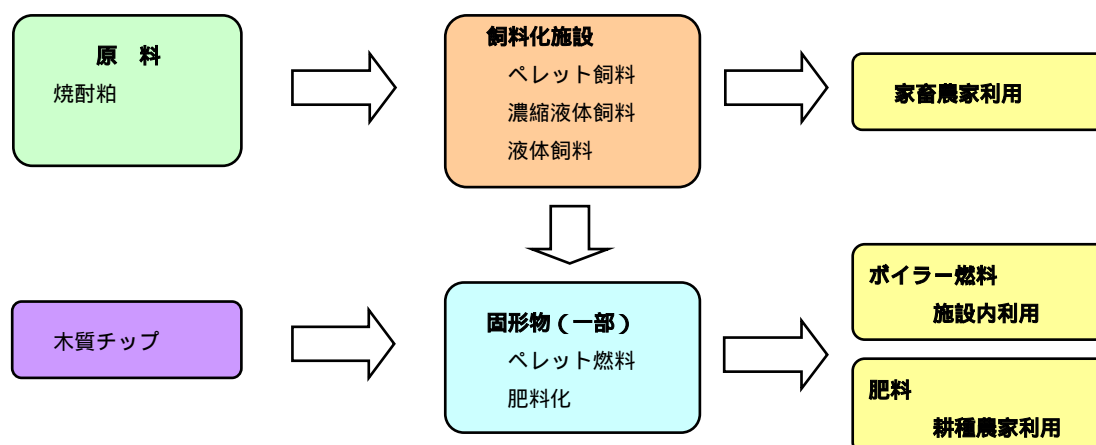 原　料
焼酎粕
飼料化施設
ペレット飼料
濃縮液体飼料
液体飼料
家畜農家利用
木質チップ
固形物（一部）
ペレット燃料
肥料化
ボイラー燃料
施設内利用
肥料
耕種農家利用